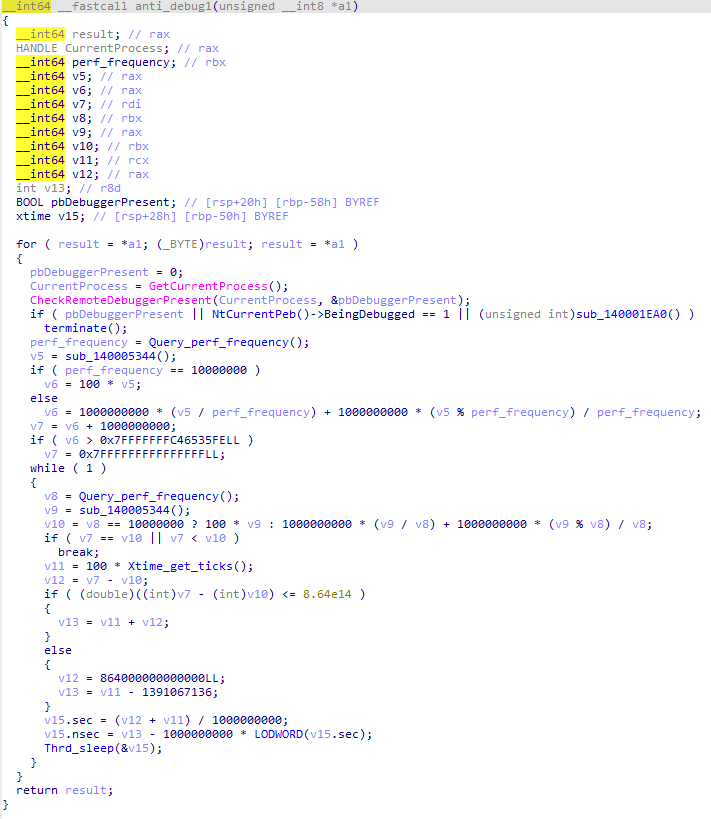 __int64 __fastcall anti_debug1(unsigned __int8 *a1)
{
  __int64 result; // rax
  HANDLE CurrentProcess; // rax
  __int64 perf_frequency; // rbx
  __int64 v5; // rax
  __int64 v6; // rax
  __int64 v7; // rdi
  __int64 v8; // rbx
  __int64 v9; // rax
  __int64 v10; // rbx
  __int64 v11; // rcx
  __int64 v12; // rax
  int v13; // r8d
  BOOL pbDebuggerPresent; // [rsp+20h] [rbp-58h] BYREF
  xtime v15; // [rsp+28h] [rbp-50h] BYREF

  for ( result = *a1; (_BYTE)result; result = *a1 )
  {
    pbDebuggerPresent = 0;
    CurrentProcess = GetCurrentProcess();
    CheckRemoteDebuggerPresent(CurrentProcess, &pbDebuggerPresent);
    if ( pbDebuggerPresent || NtCurrentPeb()->BeingDebugged == 1 || (unsigned int)sub_140001EA0() )
      terminate();
    perf_frequency = Query_perf_frequency();
    v5 = sub_140005344();
    if ( perf_frequency == 10000000 )
      v6 = 100 * v5;
    else
      v6 = 1000000000 * (v5 / perf_frequency) + 1000000000 * (v5 % perf_frequency) / perf_frequency;
    v7 = v6 + 1000000000;
    if ( v6 > 0x7FFFFFFFC46535FELL )
      v7 = 0x7FFFFFFFFFFFFFFFLL;
    while ( 1 )
    {
      v8 = Query_perf_frequency();
      v9 = sub_140005344();
      v10 = v8 == 10000000 ? 100 * v9 : 1000000000 * (v9 / v8) + 1000000000 * (v9 % v8) / v8;
      if ( v7 == v10 || v7 < v10 )
        break;
      v11 = 100 * Xtime_get_ticks();
      v12 = v7 - v10;
      if ( (double)((int)v7 - (int)v10) <= 8.64e14 )
      {
        v13 = v11 + v12;
      }
      else
      {
        v12 = 864000000000000LL;
        v13 = v11 - 1391067136;
      }
      v15.sec = (v12 + v11) / 1000000000;
      v15.nsec = v13 - 1000000000 * LODWORD(v15.sec);
      Thrd_sleep(&v15);
    }
  }
  return result;
}